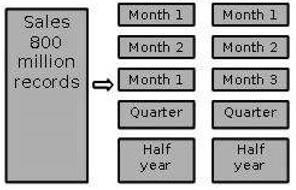 Sales
800
million
records
Month 1
Month 1
Month 2
Month 2
Month 1
Month 3
Quarter
Quarter
Half
year
Half
year